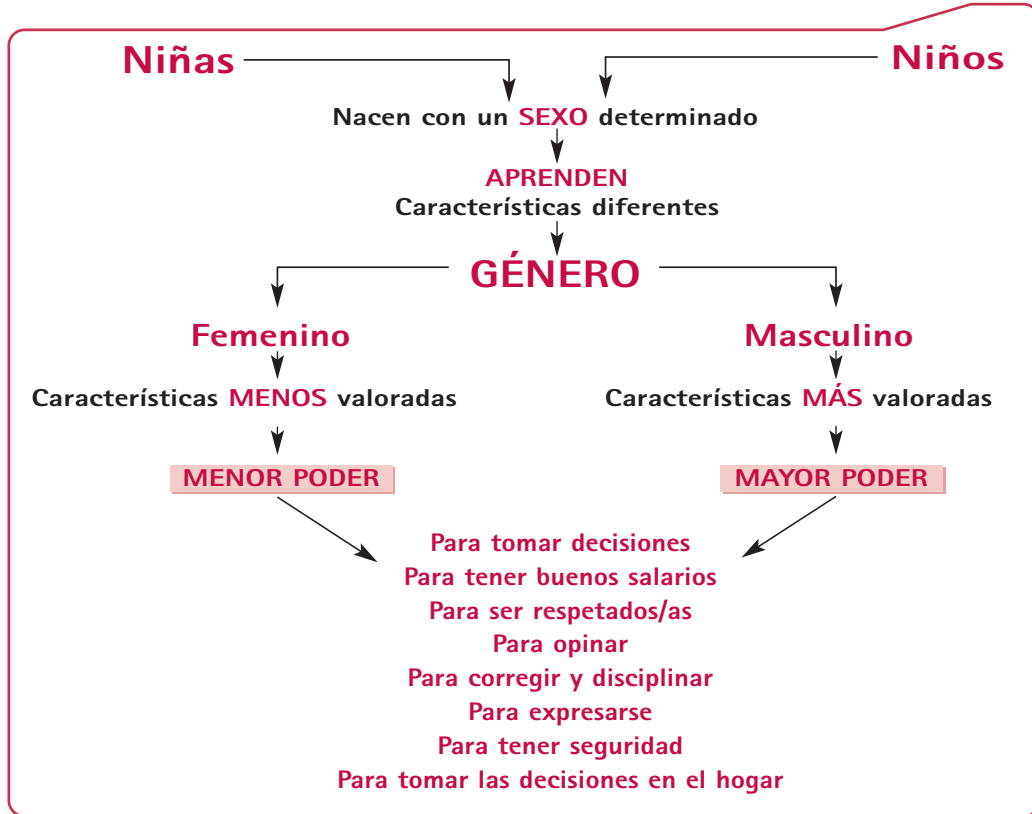 Niñas
Niños
Nacen con un SEXO determinado
APRENDEN
Características diferentes
GÉNERO
Femenino
Masculino
Características MENOS valoradas
Características MÁS valoradas
MENOR PODER
MAYOR PODER
Para tomar decisiones
Para tener buenos salarios
Para ser respetados/as
Para opinar
Para corregir y disciplinar
Para expresarse
Para tener seguridad
Para tomar las decisiones en el hogar